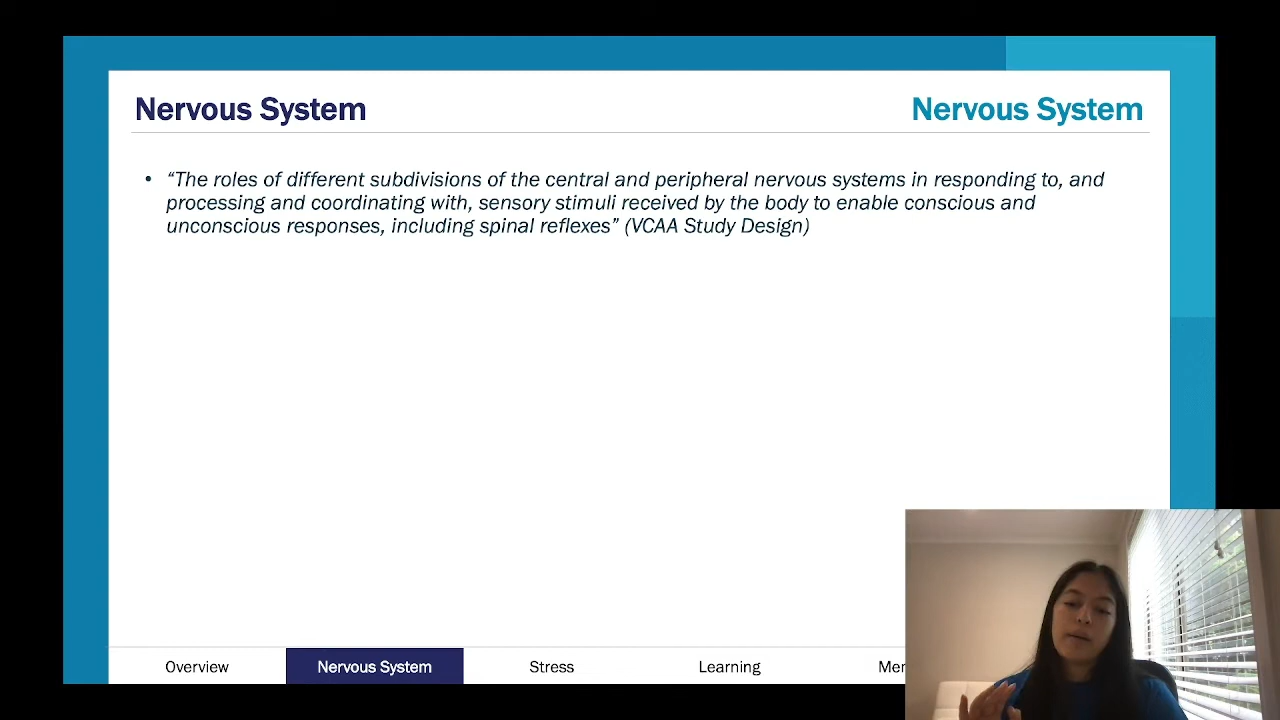 Nervous System
Nervous System
• “The roles of different subdivisions of the central and peripheral nervous systems in responding to, and
processing and coordinating with, sensory stimuli received by the body to enable conscious and
unconscious responses, including spinal reflexes” (VCAA Study Design)
Overview
Nervous System
Stress
Learning